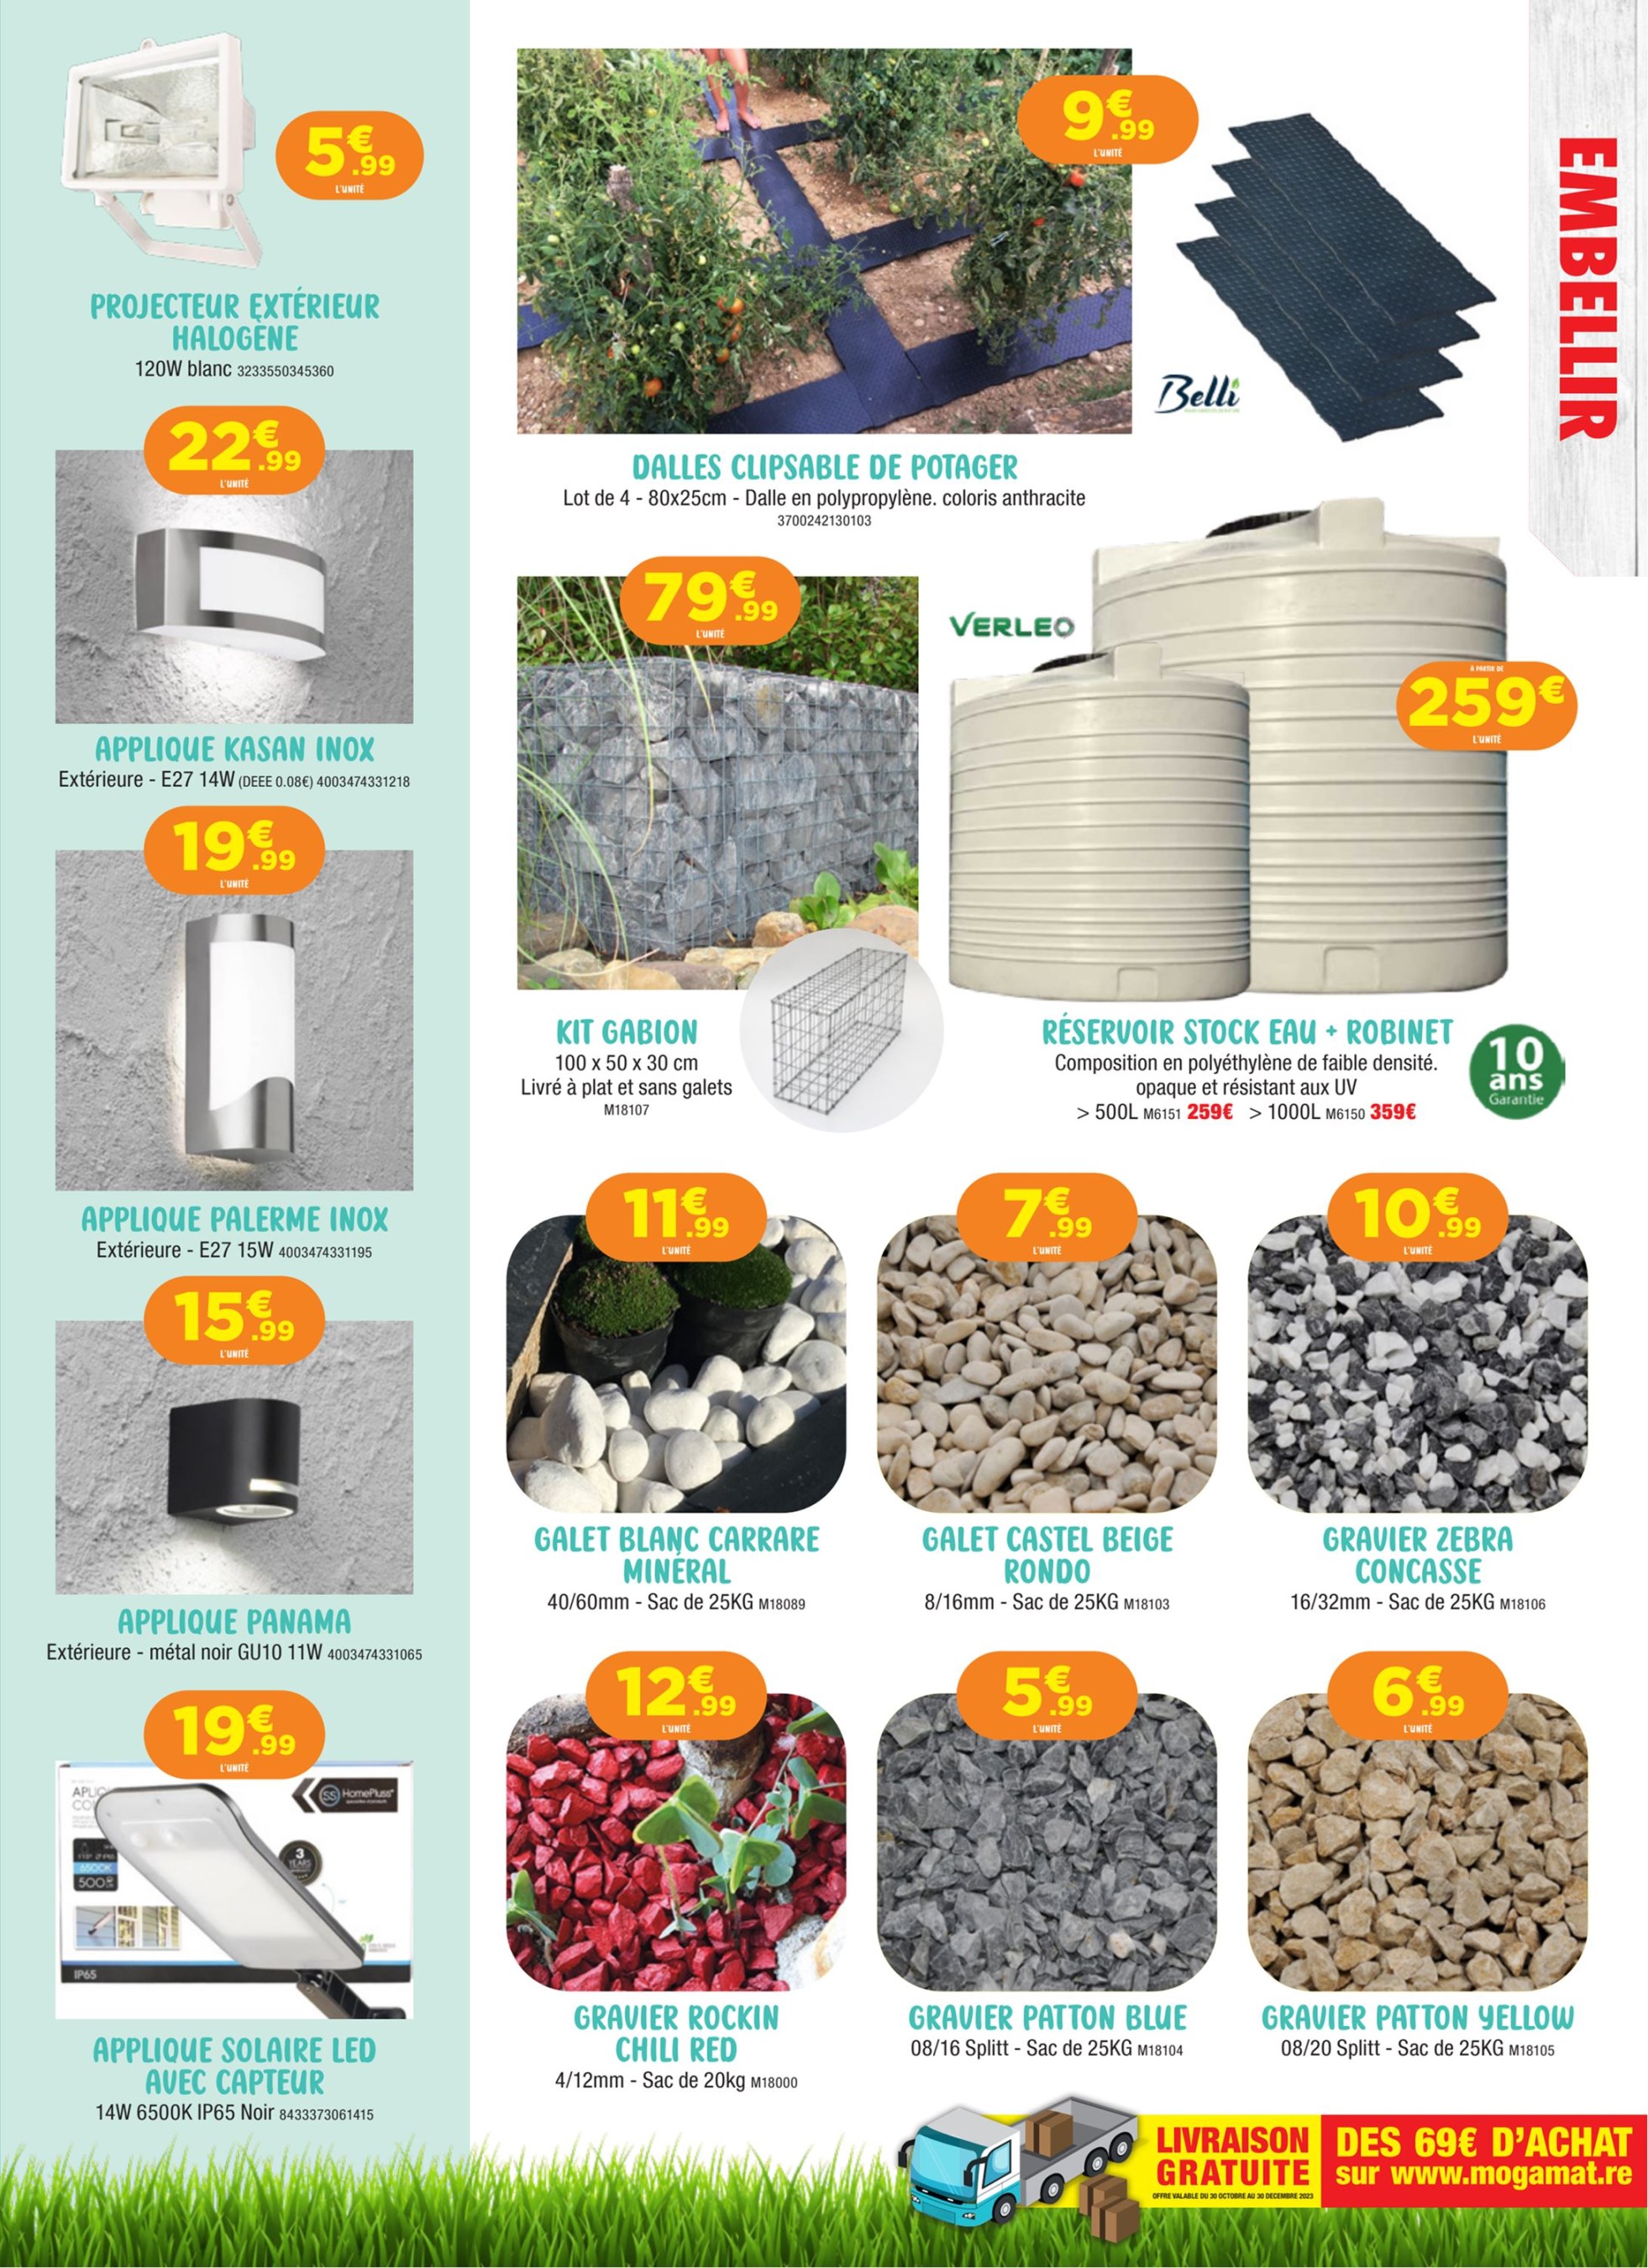 5€.99
L'UNITÉ
PROJECTEUR EXTÉRIEUR
HALOGÈNE
120W blanc 3233550345360
22€.99
L'UNITÉ
APPLIQUE KASAN INOX
Extérieure - E27 14W (DEEE 0.08€) 4003474331218
19€.99
L'UNITÉ
APPLIQUE PALERME INOX
Extérieure - E27 15W 4003474331195
15€.99
L'UNITÉ
APPLIQUE PANAMA
Extérieure - métal noir GU10 11W 4003474331065
19€.99
L'UNITÉ
APLIQ
CO
SS HomePluss
3
YEARS
6500K
500
IP65
APPLIQUE SOLAIRE LED
AVEC CAPTEUR
14W 6500K IP65 Noir 8433373061415
EMBELLIR
9€.99
L'UNITÉ
Belli
DALLES CLIPSABLE DE POTAGER
Lot de 4 - 80x25cm - Dalle en polypropylène. coloris anthracite
3700242130103
79€.99
L'UNITÉ
KIT GABION
100 x 50 x 30 cm
Livré à plat et sans galets
M18107
VERLEO
À PARTIR DE
259€
L'UNITÉ
RÉSERVOIR STOCK EAU + ROBINET
Composition en polyéthylène de faible densité.
opaque et résistant aux UV
> 500L M6151 259€ > 1000L M6150 359€
10
ans
Garantie
11€.99
L'UNITÉ
GALET BLANC CARRARE
MINÉRAL
40/60mm - Sac de 25KG M18089
7€.99
L'UNITÉ
GALET CASTEL BEIGE
RONDO
8/16mm - Sac de 25KG M18103
10€.99
L'UNITÉ
GRAVIER ZEBRA
CONCASSE
16/32mm - Sac de 25KG M18106
12€.99
L'UNITÉ
GRAVIER ROCKIN
CHILI RED
4/12mm - Sac de 20kg M18000
5€.99
L'UNITÉ
GRAVIER PATTON BLUE
08/16 Splitt - Sac de 25KG M18104
6€.99
L'UNITÉ
GRAVIER PATTON YELLOW
08/20 Splitt - Sac de 25KG M18105
LIVRAISON
GRATUITE
OFFRE VALABLE DU 30 OCTOBRE AU 30 DECEMBRE 2023
DES 69€ D'ACHAT
sur www.mogamat.re